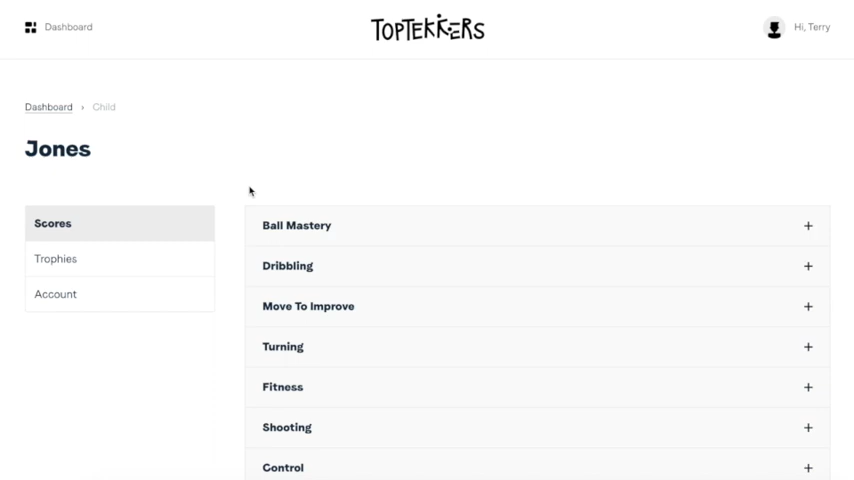 Dashboard
TOPTEKKERS
Hi, Terry
Dashboard › Child
Jones
Scores
Trophies
Account
Ball Mastery +
Dribbling +
Move To Improve +
Turning +
Fitness +
Shooting +
Control +